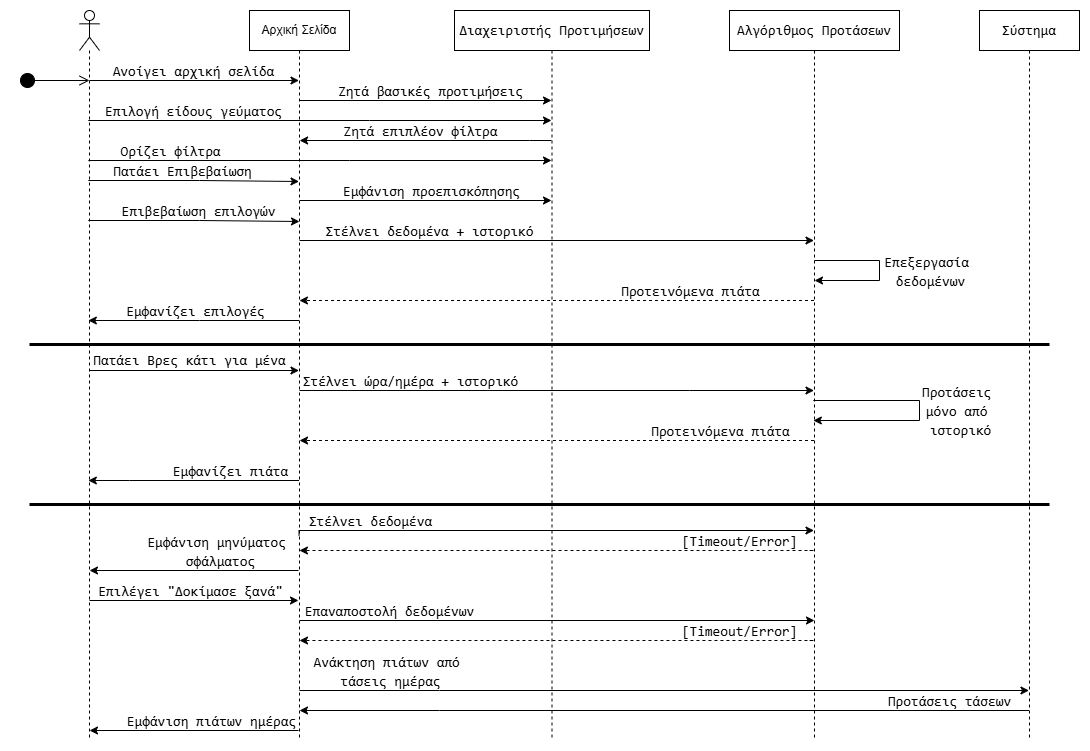 Αρχική Σελίδα
Διαχειριστής Προτιμήσεων
Αλγόριθμος Προτάσεων
Σύστημα
Ανοίγει αρχική σελίδα
Ζητά βασικές προτιμήσεις
Επιλογή είδους γεύματος
Ζητά επιπλέον φίλτρα
Ορίζει φίλτρα
Πατάει Επιβεβαίωση
Εμφάνιση προεπισκόπησης
Επιβεβαίωση επιλογών
Στέλνει δεδομένα + ιστορικό
Επεξεργασία
δεδομένων
Προτεινόμενα πιάτα
Εμφανίζει επιλογές
Πατάει Βρες κάτι για μένα
Στέλνει ώρα/ημέρα + ιστορικό
Προτάσεις
μόνο από
ιστορικό
Προτεινόμενα πιάτα
Εμφανίζει πιάτα
Στέλνει δεδομένα
[Timeout/Error]
Εμφάνιση μηνύματος
σφάλματος
Επιλέγει "Δοκίμασε ξανά"
Επαναποστολή δεδομένων
[Timeout/Error]
Ανάκτηση πιάτων από
τάσεις ημέρας
Προτάσεις τάσεων
Εμφάνιση πιάτων ημέρας